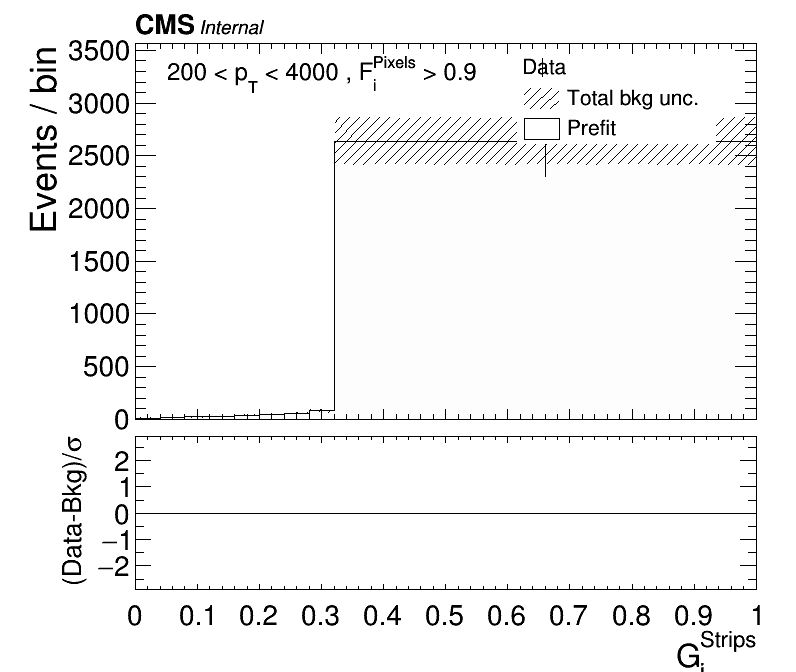 CMS Internal
Events / bin
3500
3000
2500
2000
1500
1000
500
0
200 < p_T < 4000 , F_i^Pixels > 0.9
Data
Total bkg unc.
Prefit
(Data-Bkg)/σ
2
1
0
−1
−2
0 0.1 0.2 0.3 0.4 0.5 0.6 0.7 0.8 0.9 1
G_i^Strips